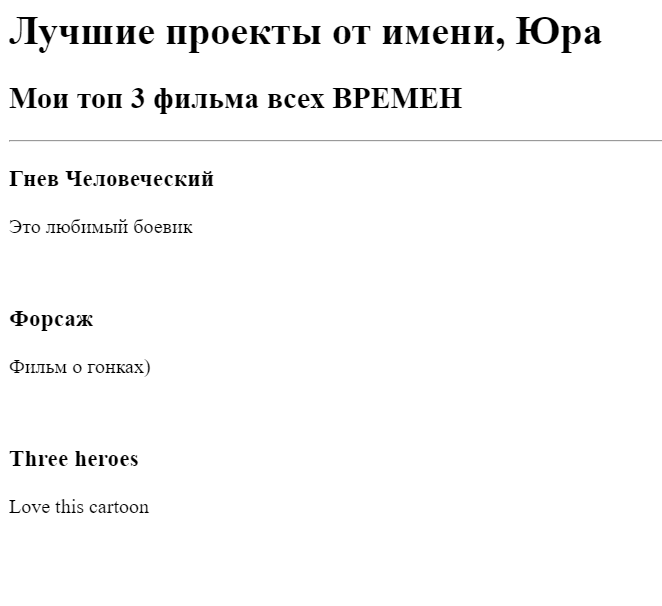 Лучшие проекты от имени, Юра
Мои топ 3 фильма всех ВРЕМЕН
Гнев Человеческий
Это любимый боевик
Форсаж
Фильм о гонках)
Three heroes
Love this cartoon